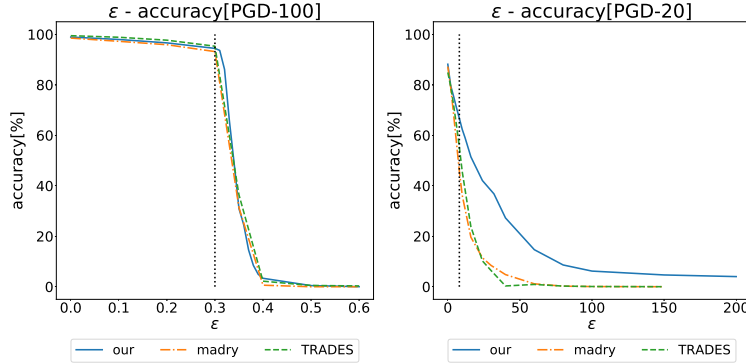 ε - accuracy[PGD-100]
accuracy[%]
100
80
60
40
20
0
0.0 0.1 0.2 0.3 0.4 0.5 0.6
ε
our madry TRADES
ε - accuracy[PGD-20]
accuracy[%]
100
80
60
40
20
0
0 50 100 150 200
ε
our madry TRADES